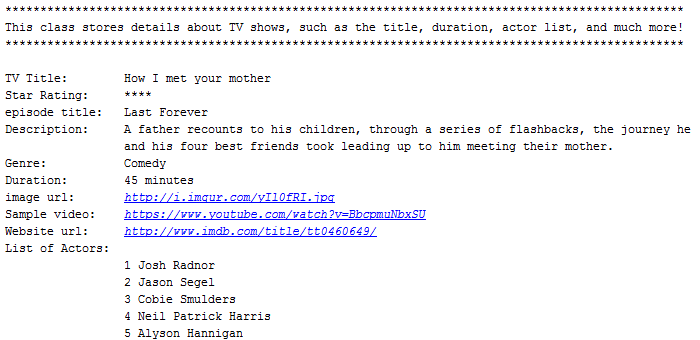 *************************************************************************************************
This class stores details about TV shows, such as the title, duration, actor list, and much more!
*************************************************************************************************
TV Title: How I met your mother
Star Rating: ****
episode title: Last Forever
Description: A father recounts to his children, through a series of flashbacks, the journey he
and his four best friends took leading up to him meeting their mother.
Genre: Comedy
Duration: 45 minutes
image url: http://i.imgur.com/yIl0fRI.jpg
Sample video: https://www.youtube.com/watch?v=BbcpmuNbxSU
Website url: http://www.imdb.com/title/tt0460649/
List of Actors:
1 Josh Radnor
2 Jason Segel
3 Cobie Smulders
4 Neil Patrick Harris
5 Alyson Hannigan